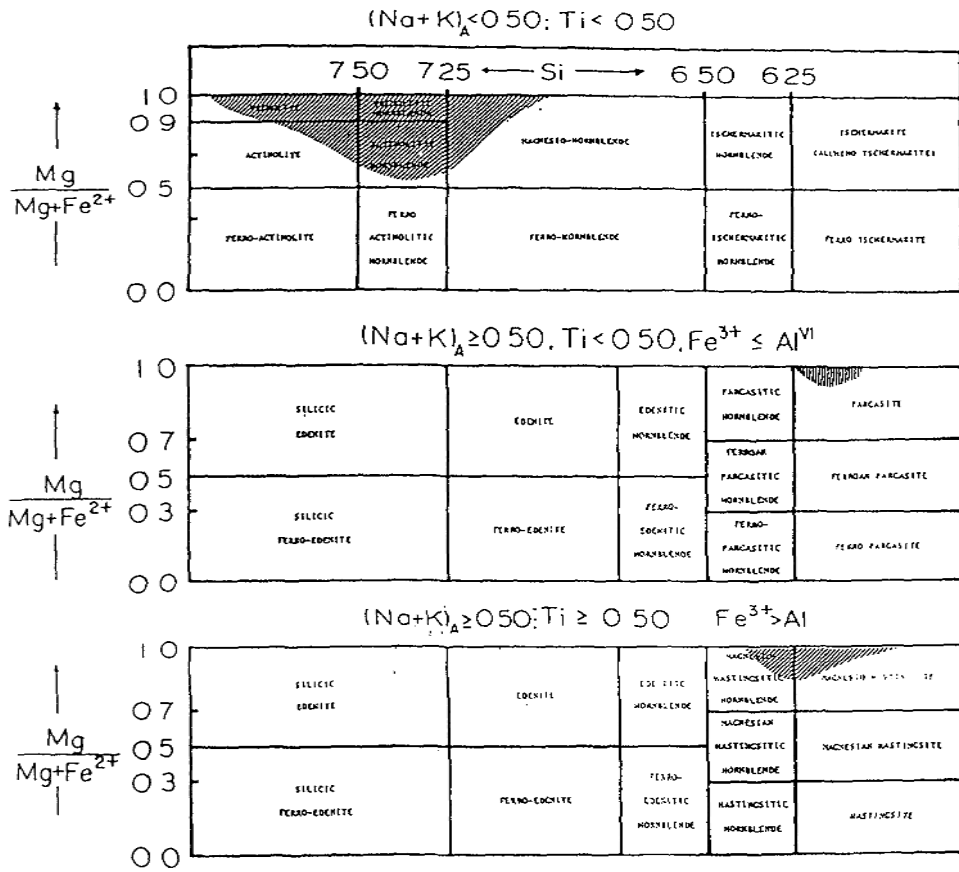 (Na+K)A<0 50: Ti< 0 50
7 50 7 25 ← Si → 6 50 6 25
1 0
0 9
0 5
0 0
Mg
Mg+Fe2+
ACTINOLITE
MAGNESIO-HORNBLENDE
TSCHERMAKITIC
HORNBLENDE
TSCHERMAKITE
FERRO-ACTINOLITE
FERRO
ACTINOLITIC
HORNBLENDE
FERRO-HORNBLENDE
FERRO-
TSCHERMAKITIC
HORNBLENDE
FERRO TSCHERMAKITE
(Na+K)A≥0 50. Ti<0 50. Fe3+ ≤ AlVI
1 0
0 7
0 5
0 3
0 0
Mg
Mg+Fe2+
SILICIC
EDENITE
EDENITE
EDENITIC
HORNBLENDE
PARGASITIC
HORNBLENDE
PARGASITE
FERROAN
PARGASITIC
HORNBLENDE
FERROAN PARGASITE
SILICIC
FERRO-EDENITE
FERRO-EDENITE
FERRO-
EDENITIC
HORNBLENDE
FERRO-
PARGASITIC
HORNBLENDE
FERRO PARGASITE
(Na+K)A≥0 50: Ti ≥ 0 50 Fe3+>Al
1 0
0 7
0 5
0 3
0 0
Mg
Mg+Fe2+
SILICIC
EDENITE
EDENITE
EDENITIC
HORNBLENDE
HASTINGSITIC
HORNBLENDE
MAGNESIAN
HASTINGSITIC
HORNBLENDE
MAGNESIAN HASTINGSITE
SILICIC
FERRO-EDENITE
FERRO-EDENITE
FERRO-
EDENITIC
HORNBLENDE
HASTINGSITIC
HORNBLENDE
HASTINGSITE